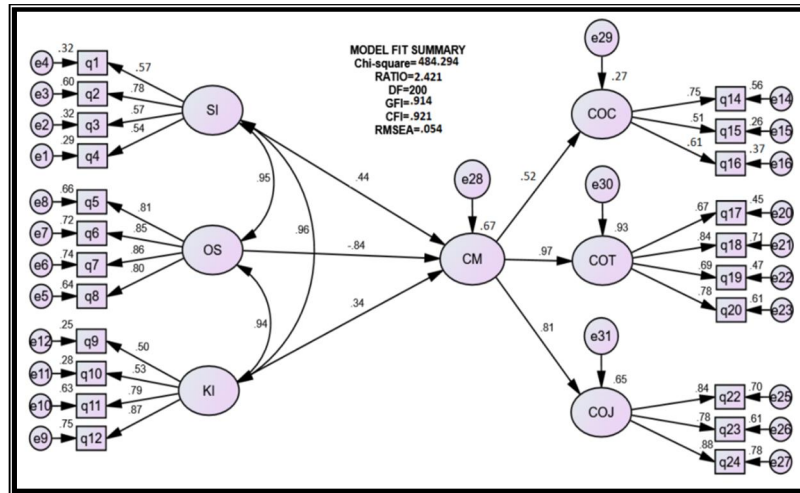 MODEL FIT SUMMARY
Chi-square=484.294
RATIO=2.421
DF=200
GFI=.914
CFI=.921
RMSEA=.054
e4 .32 q1 .57
e3 .60 q2 .78
e2 .32 q3 .57
e1 .29 q4 .54
SI
e8 .66 q5 .81
e7 .72 q6 .85
e6 .74 q7 .86
e5 .64 q8 .80
OS
e12 .25 q9 .50
e11 .28 q10 .53
e10 .63 q11 .79
e9 .75 q12 .87
KI
.95
.96
.94
.44
-.84
.34
e28
.67
CM
.52
.97
.81
e29
.27
COC
.75 q14 .56 e14
.51 q15 .26 e15
.61 q16 .37 e16
e30
.93
COT
.67 q17 .45 e20
.84 q18 .71 e21
.69 q19 .47 e22
.78 q20 .61 e23
e31
.65
COJ
.84 q22 .70 e25
.78 q23 .61 e26
.88 q24 .78 e27